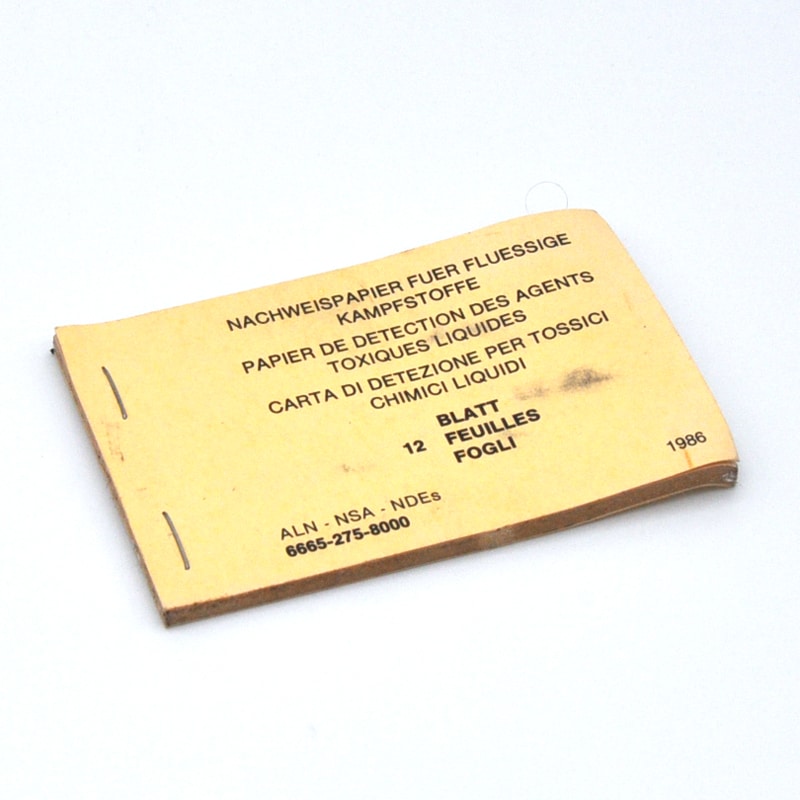 NACHWEISPAPIER FUER FLUESSIGE
KAMPFSTOFFE
PAPIER DE DETECTION DES AGENTS
TOXIQUES LIQUIDES
CARTA DI DETEZIONE PER TOSSICI
CHIMICI LIQUIDI
BLATT
12 FEUILLES
FOGLI
1986
ALN - NSA - NDEs
6665-275-8000